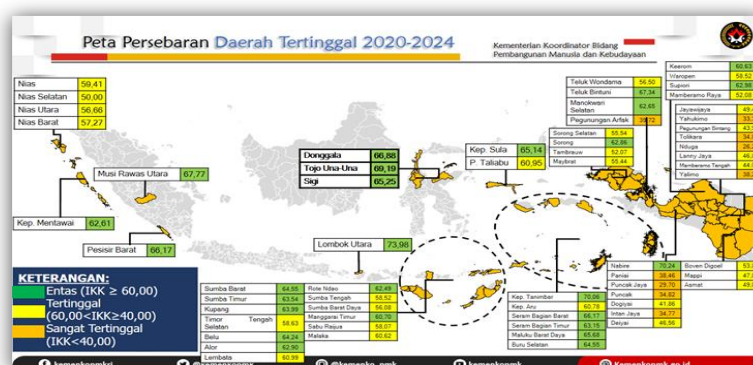 Peta Persebaran Daerah Tertinggal 2020-2024
Kementerian Koordinator Bidang
Pembangunan Manusia dan Kebudayaan
Nias 59,41
Nias Selatan 50,00
Nias Utara 56,66
Nias Barat 57,27
Musi Rawas Utara 67,77
Kep. Mentawai 62,61
Pesisir Barat 66,17
Donggala 66,88
Tojo Una-Una 69,19
Sigi 65,25
Kep. Sula 65,14
P. Taliabu 60,95
Lombok Utara 73,98
Teluk Wondama 56,50
Teluk Bintuni 67,34
Manokwari Selatan 62,65
Pegunungan Arfak
Sorong Selatan 55,54
Sorong
Tambrauw 52,07
Maybrat 55,44
Keerom 60,63
Waropen 58,52
Supiori
Mamberamo Raya 52,08
Jayawijaya
Yahukimo
Pegunungan Bintang
Tolikara
Nduga
Lanny Jaya
Mamberamo Tengah
Yalimo
Nabire 70,24
Paniai 38,46
Puncak Jaya 29,70
Puncak
Dogiyai 41,86
Intan Jaya 34,77
Deiyai 46,56
Boven Digoel
Mappi
Asmat
Kep. Tanimbar 70,06
Kep. Aru 60,78
Seram Bagian Barat 66,17
Seram Bagian Timur 63,15
Maluku Barat Daya 65,68
Buru Selatan 64,55
Sumba Barat
Sumba Timur 63,54
Kupang 63,99
Timor Tengah Selatan 58,63
Belu 64,24
Alor 62,90
Lembata 60,99
Rote Ndao 62,49
Sumba Tengah 58,52
Sumba Barat Daya
Manggarai Timur 60,70
Sabu Raijua 58,07
Malaka 60,62
KETERANGAN:
Entas (IKK ≥ 60,00)
Tertinggal
(60,00<IKK≥40,00)
Sangat Tertinggal
(IKK<40,00)